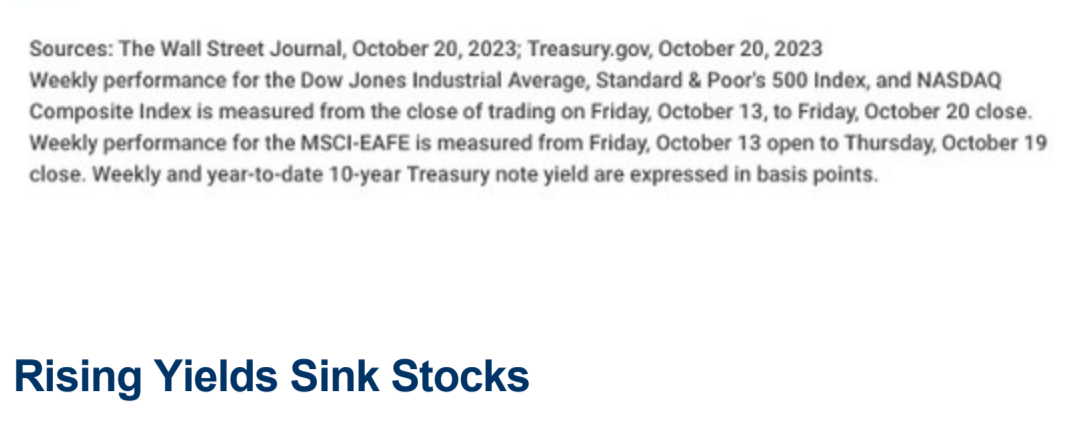 Sources: The Wall Street Journal, October 20, 2023; Treasury.gov, October 20, 2023
Weekly performance for the Dow Jones Industrial Average, Standard & Poor's 500 Index, and NASDAQ
Composite Index is measured from the close of trading on Friday, October 13, to Friday, October 20 close.
Weekly performance for the MSCI-EAFE is measured from Friday, October 13 open to Thursday, October 19
close. Weekly and year-to-date 10-year Treasury note yield are expressed in basis points.
Rising Yields Sink Stocks